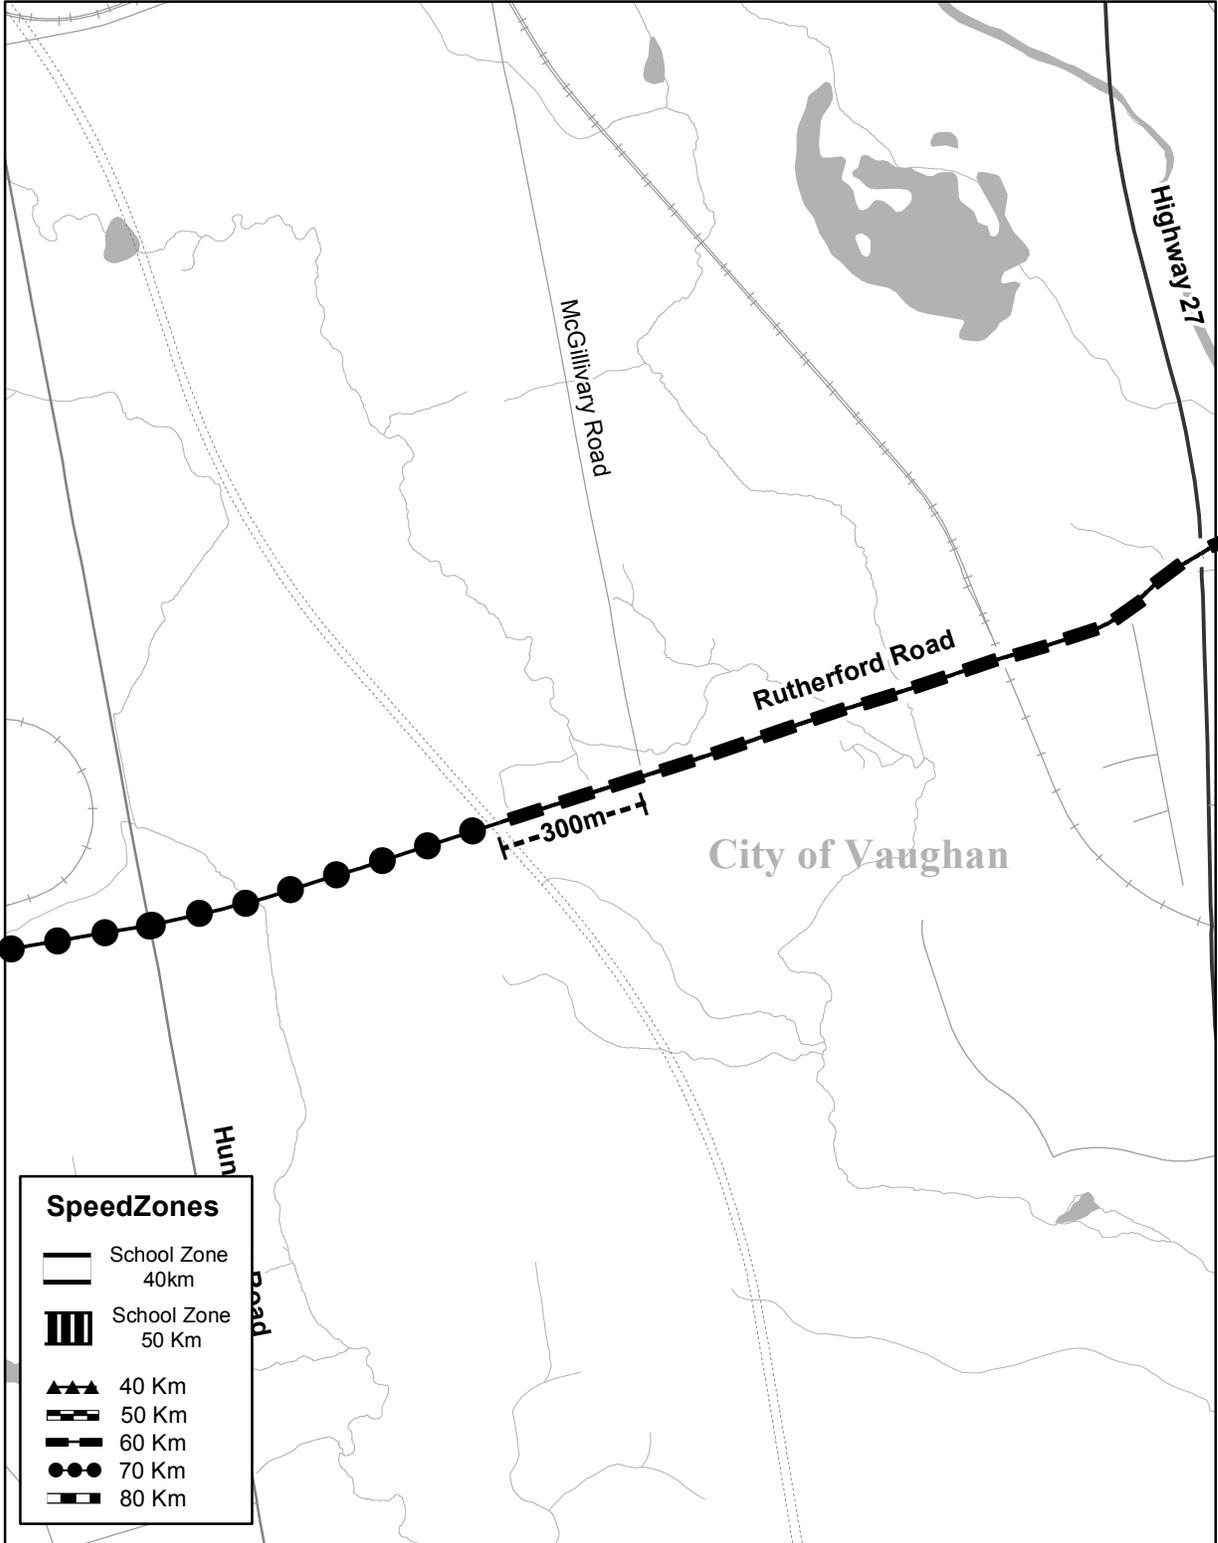 Highway 27
McGillivary Road
Rutherford Road
300m
City of Vaughan
Hun
Road
SpeedZones
School Zone
40km
School Zone
50 Km
40 Km
50 Km
60 Km
70 Km
80 Km